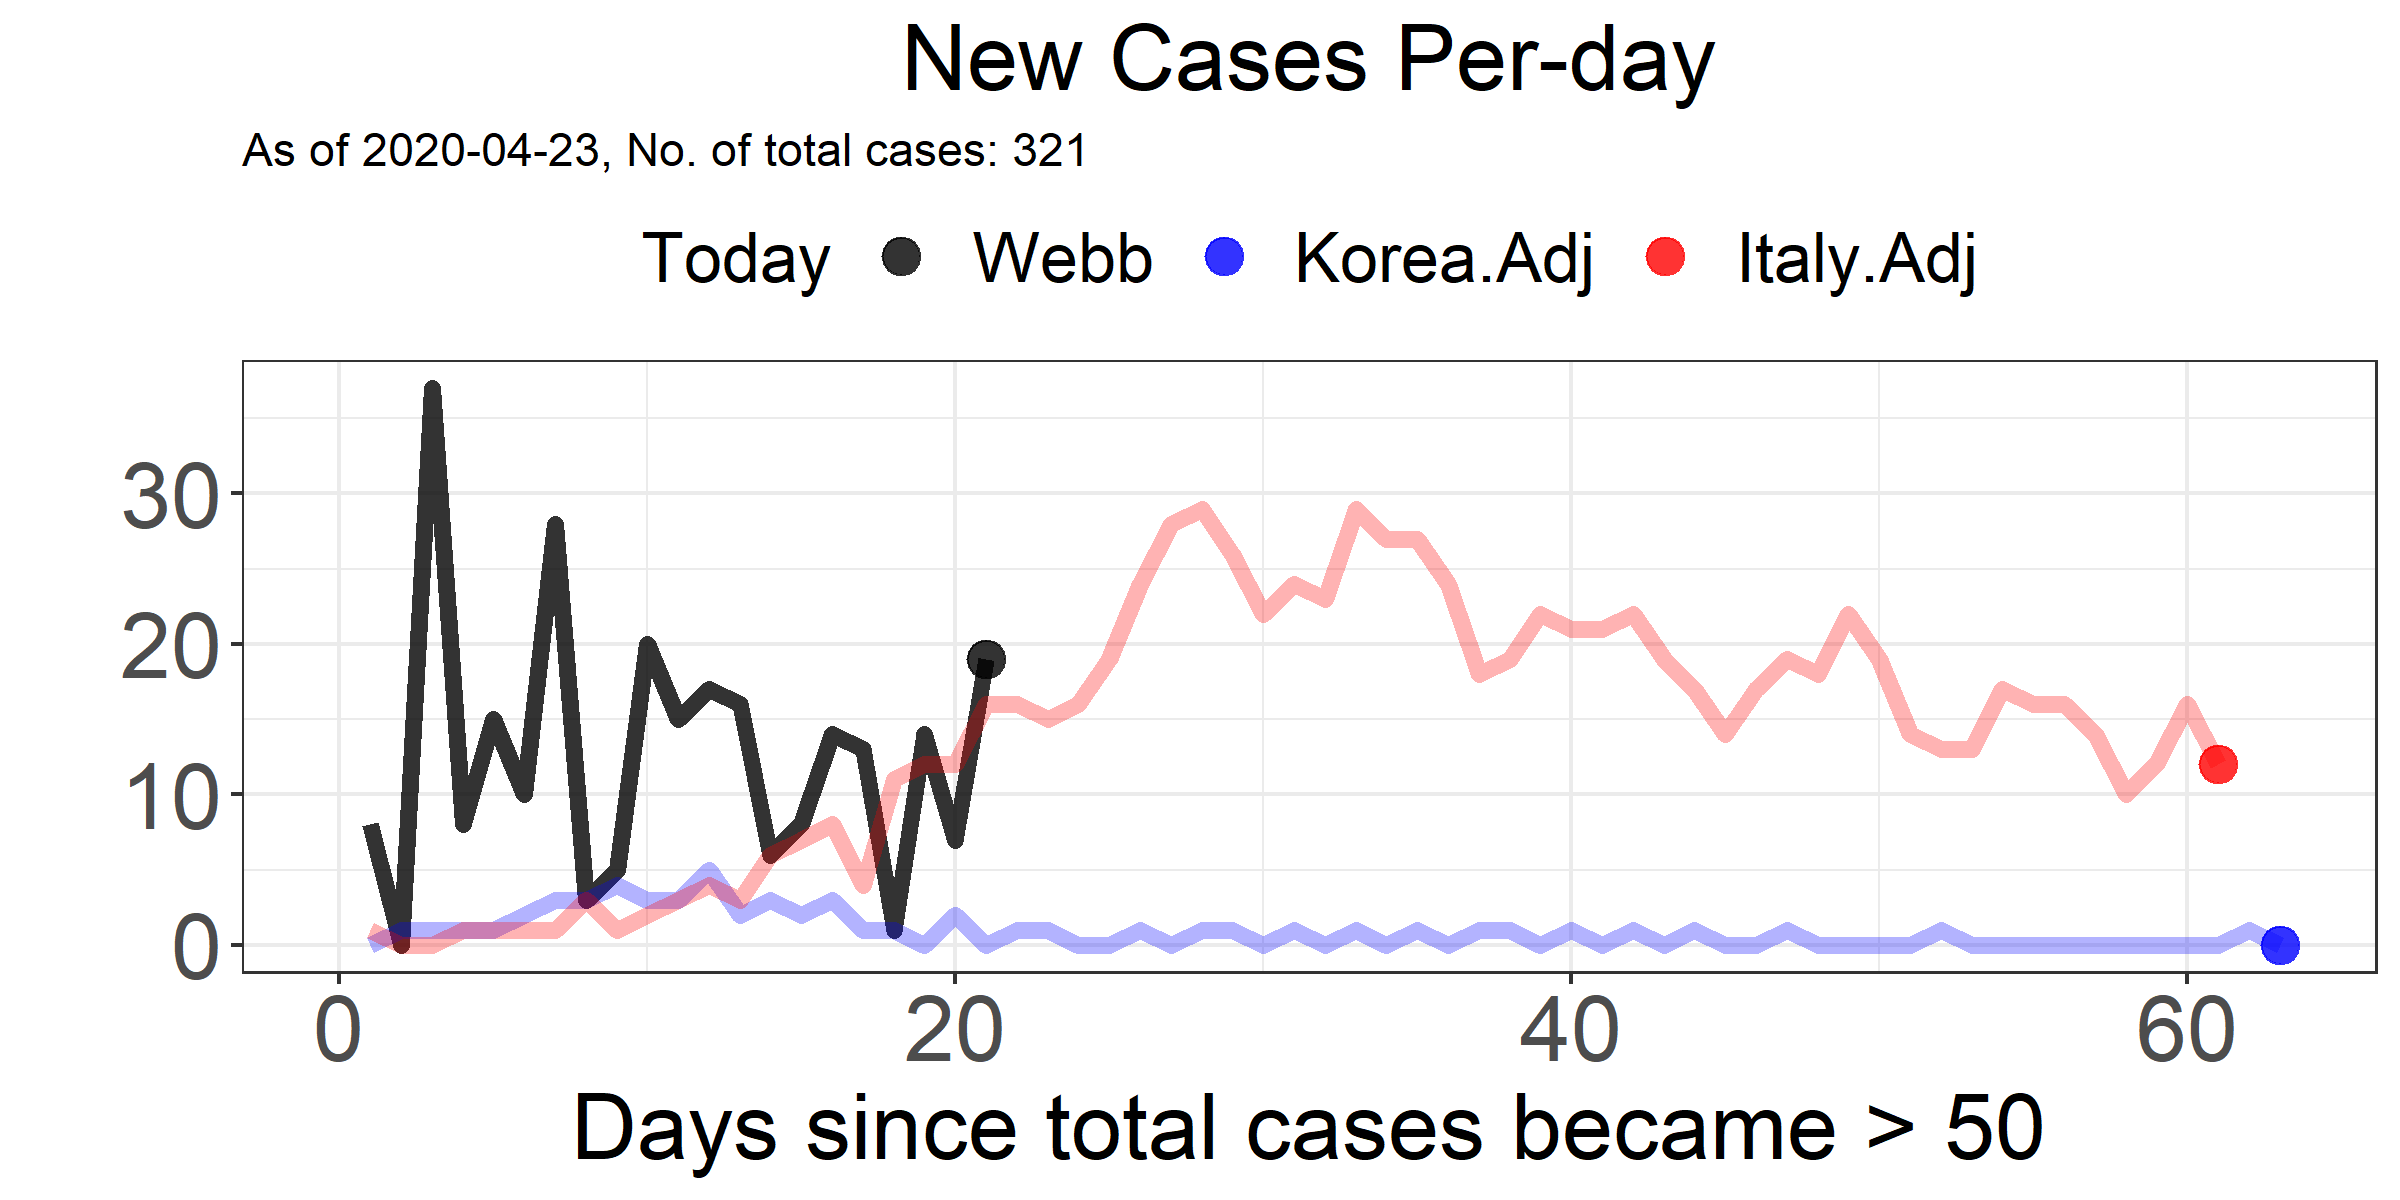 New Cases Per-day
As of 2020-04-23, No. of total cases: 321
Today Webb Korea.Adj Italy.Adj
30
20
10
0
0 20 40 60
Days since total cases became > 50